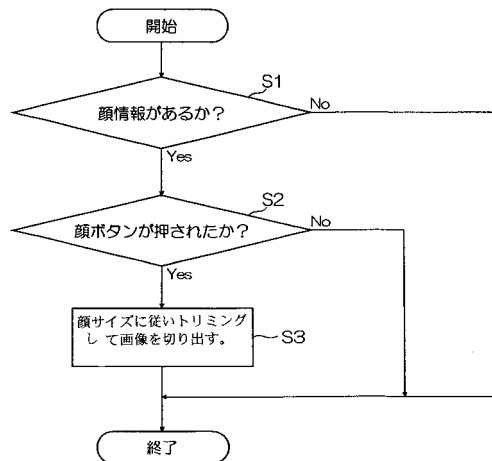 開始
S1
顔情報があるか？
No
Yes
S2
顔ボタンが押されたか？
No
Yes
顔サイズに従いトリミング
して画像を切り出す。
S3
終了